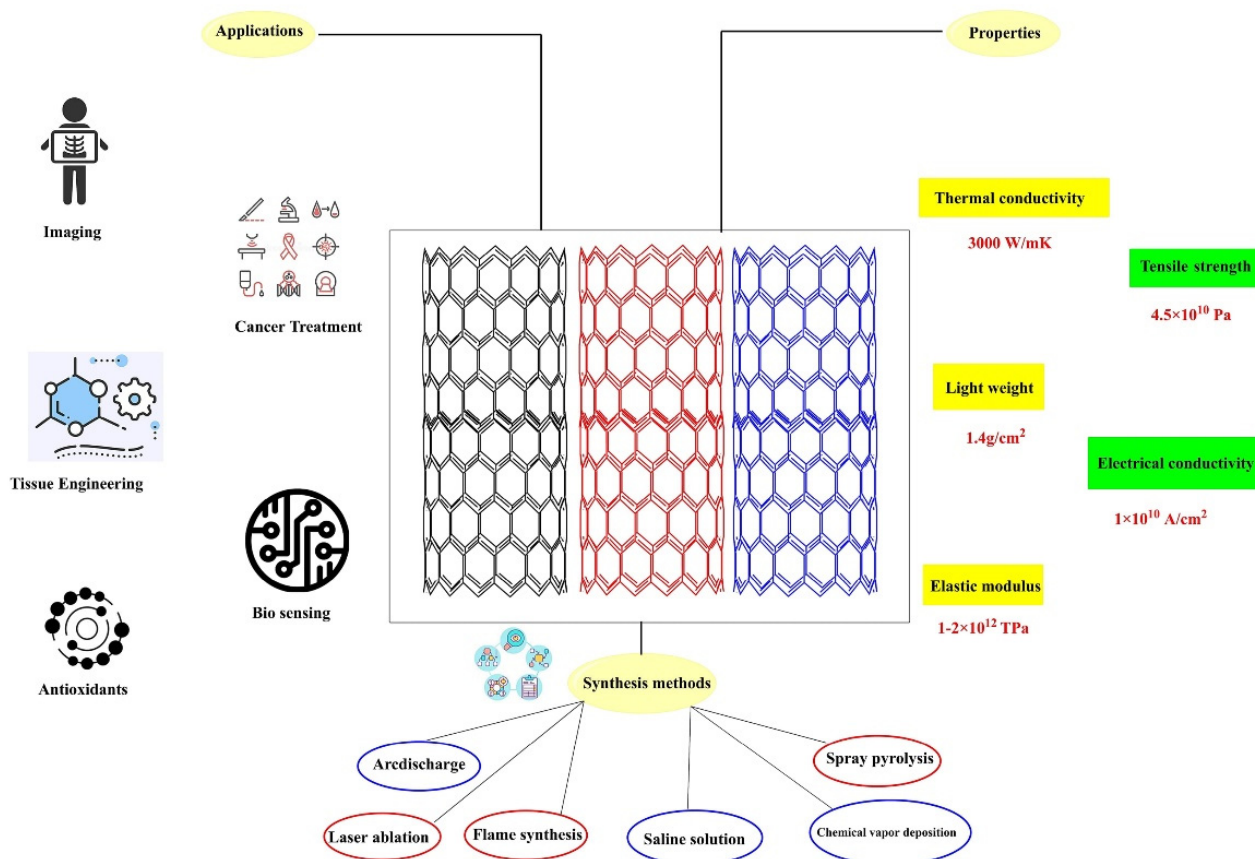 Applications
Properties
Imaging
Cancer Treatment
Tissue Engineering
Bio sensing
Antioxidants
Thermal conductivity
3000 W/mK
Tensile strength
4.5×10¹⁰ Pa
Light weight
1.4g/cm²
Electrical conductivity
1×10¹⁰ A/cm²
Elastic modulus
1-2×10¹² TPa
Synthesis methods
Arcdischarge
Spray pyrolysis
Laser ablation
Flame synthesis
Saline solution
Chemical vapor deposition